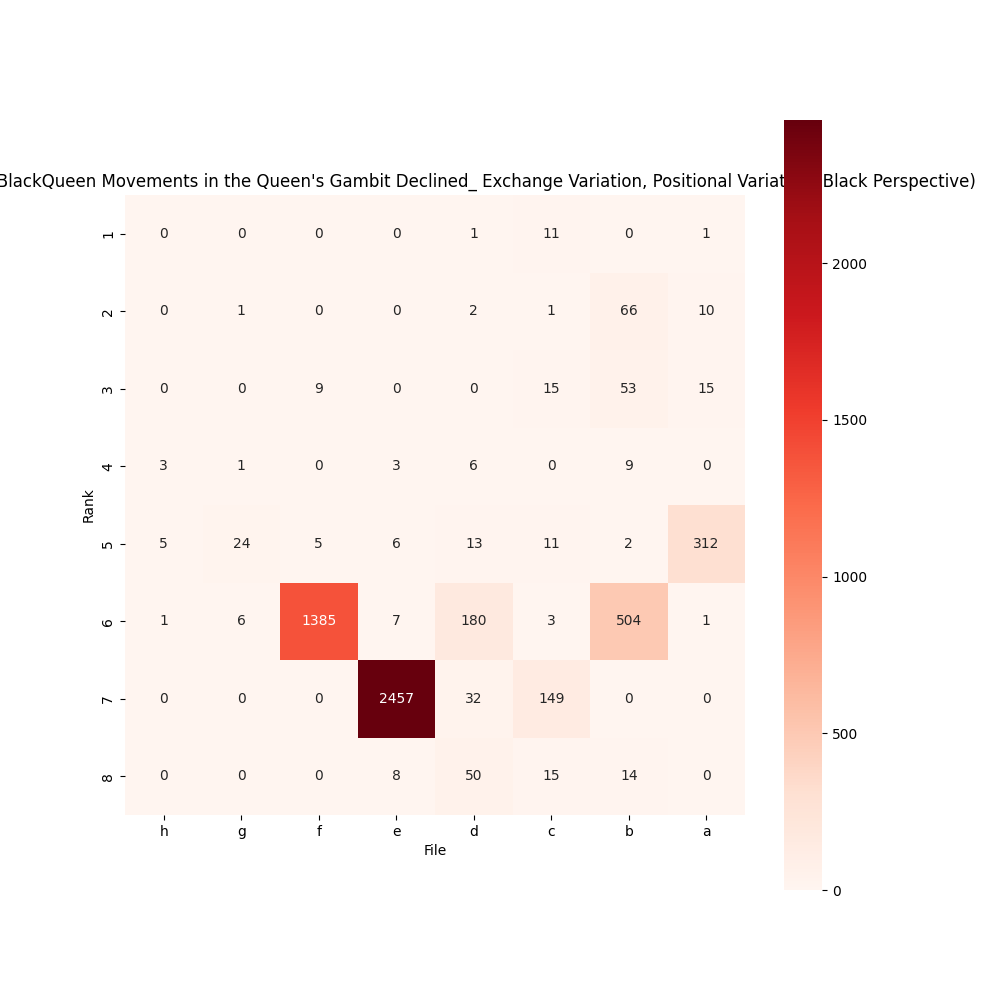 BlackQueen Movements in the Queen's Gambit Declined_ Exchange Variation, Positional Variat Black Perspective)
1 0 0 0 0 1 11 0 1
2 0 1 0 0 2 1 66 10
3 0 0 9 0 0 15 53 15
4 3 1 0 3 6 0 9 0
5 5 24 5 6 13 11 2 312
6 1 6 1385 7 180 3 504 1
7 0 0 0 2457 32 149 0 0
8 0 0 0 8 50 15 14 0
h g f e d c b a
File
Rank
2000
1500
1000
500
0